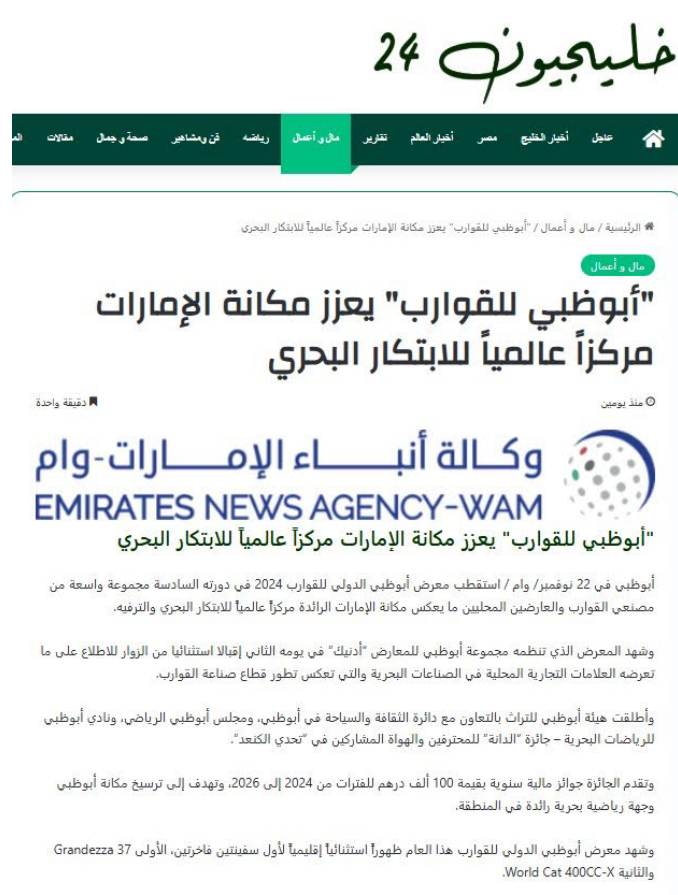 خليجيون 24
عاجل أخبار الخليج مصر أخبار العالم تقارير مال و أعمال رياضه فن ومشاهير صحة و جمال مقالات
الرئيسية / مال و أعمال / "أبوظبي للقوارب" يعزز مكانة الإمارات مركزاً عالمياً للابتكار البحري
مال و أعمال
"أبوظبي للقوارب" يعزز مكانة الإمارات
مركزاً عالمياً للابتكار البحري
منذ يومين دقيقة واحدة
وكالة أنباء الإمارات-وام
EMIRATES NEWS AGENCY-WAM
"أبوظبي للقوارب" يعزز مكانة الإمارات مركزاً عالمياً للابتكار البحري
أبوظبي في 22 نوفمبر/ وام / استقطب معرض أبوظبي الدولي للقوارب 2024 في دورته السادسة مجموعة واسعة من
مصنعي القوارب والعارضين المحليين ما يعكس مكانة الإمارات الرائدة مركزاً عالمياً للابتكار البحري والترفيه.
وشهد المعرض الذي تنظمه مجموعة أبوظبي للمعارض "أدنيك" في يومه الثاني إقبالا استثنائيا من الزوار للاطلاع على ما
تعرضه العلامات التجارية المحلية في الصناعات البحرية والتي تعكس تطور قطاع صناعة القوارب.
وأطلقت هيئة أبوظبي للتراث بالتعاون مع دائرة الثقافة والسياحة في أبوظبي، ومجلس أبوظبي الرياضي، ونادي أبوظبي
للرياضات البحرية – جائزة "الدانة" للمحترفين والهواة المشاركين في "تحدي الكنعد".
وتقدم الجائزة جوائز مالية سنوية بقيمة 100 ألف درهم للفترات من 2024 إلى 2026، وتهدف إلى ترسيخ مكانة أبوظبي
وجهة رياضية بحرية رائدة في المنطقة.
وشهد معرض أبوظبي الدولي للقوارب هذا العام ظهوراً استثنائياً إقليمياً لأول سفينتين فاخرتين، الأولى Grandezza 37
والثانية World Cat 400CC-X.